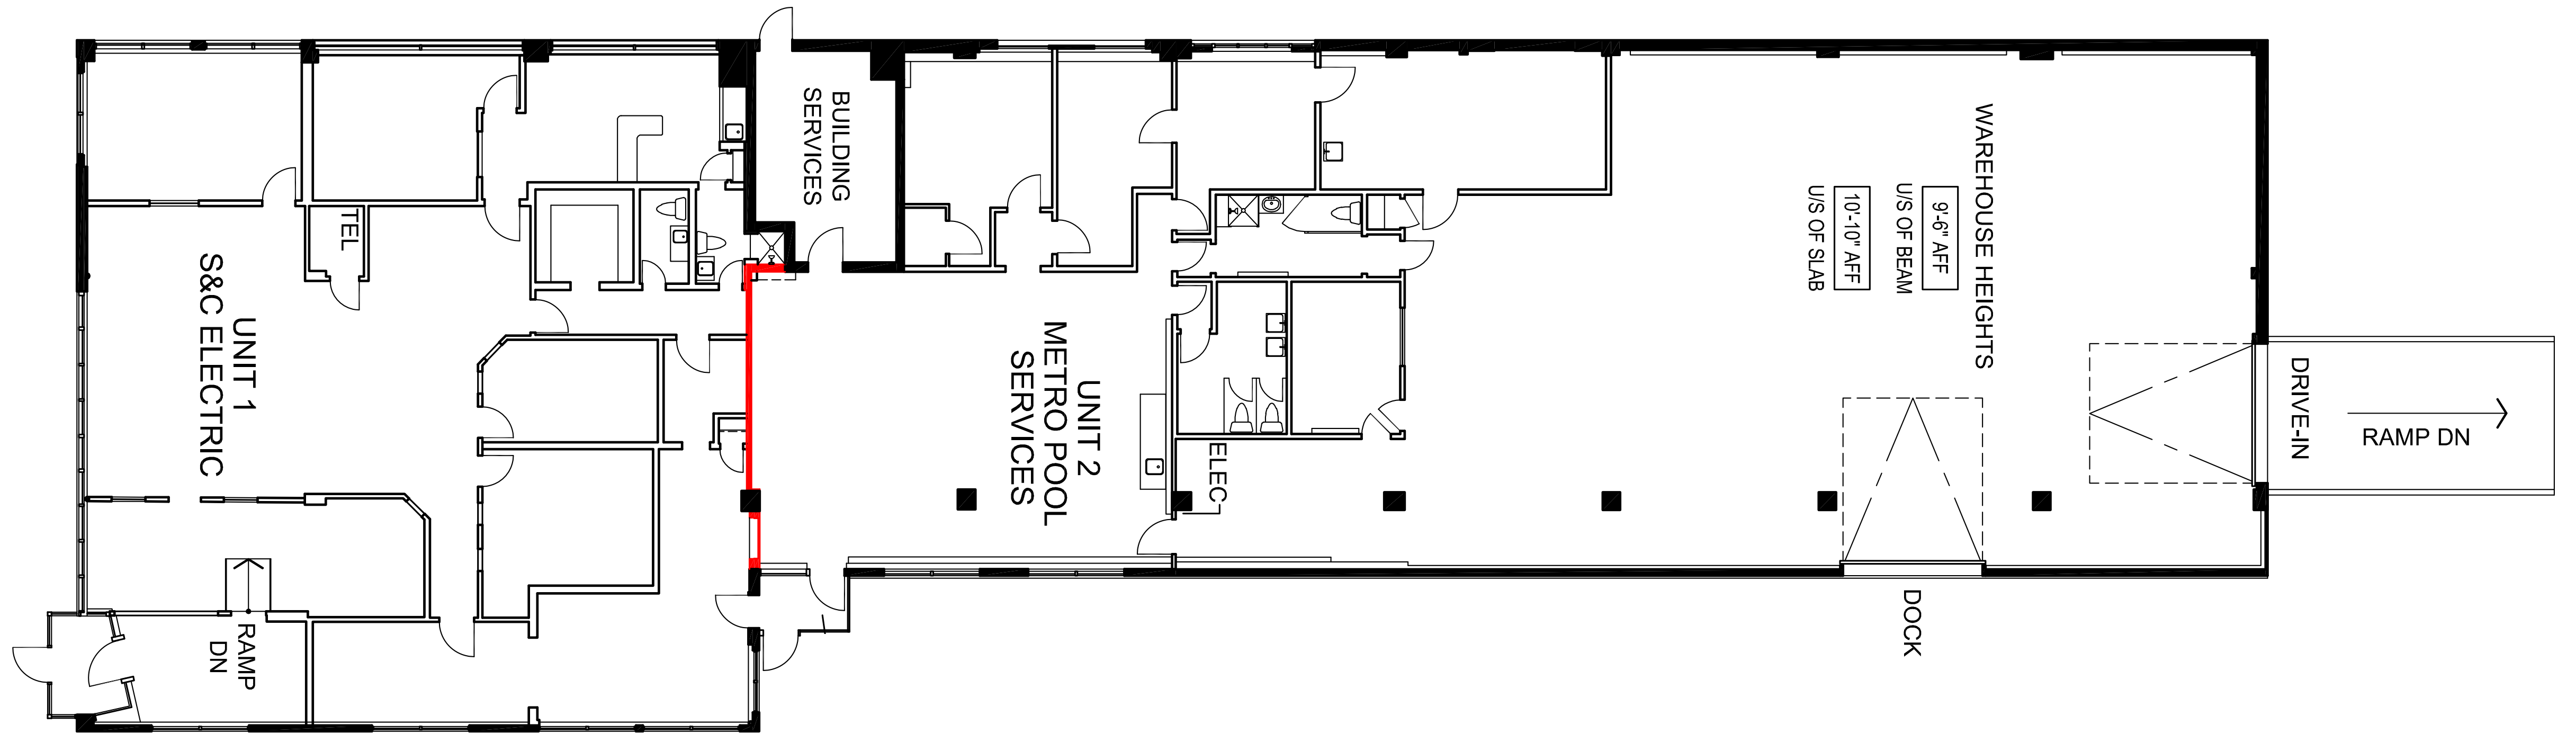 BUILDING
SERVICES
TEL
UNIT 1
S&C ELECTRIC
UNIT 2
METRO POOL
SERVICES
ELEC
WAREHOUSE HEIGHTS
9'-6" AFF
U/S OF BEAM
10'-10" AFF
U/S OF SLAB
DRIVE-IN
RAMP DN
DOCK
RAMP
DN